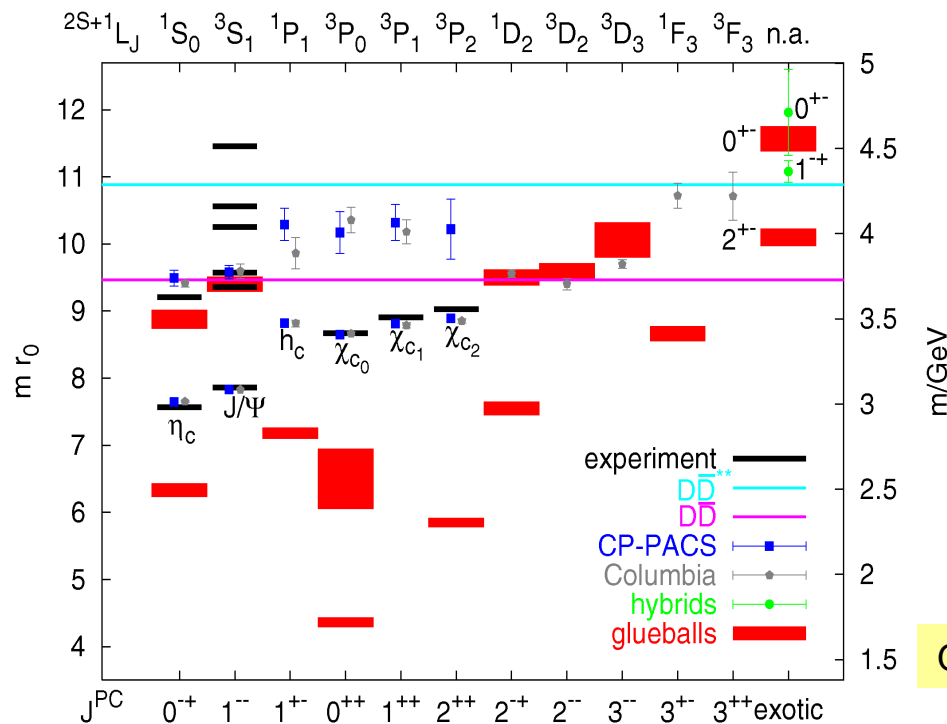 2S+1LJ 1S0 3S1 1P1 3P0 3P1 3P2 1D2 3D2 3D3 1F3 3F3 n.a.
5
12
0+-
0+-
4.5
1-+
11
10
2+-
4
9
3.5
hc
χc0
χc1
χc2
m r0
m/GeV
8
J/Ψ
3
ηc
7
experiment
DD̄**
2.5
DD̄
6
CP-PACS
2
Columbia
5
hybrids
glueballs
4
1.5
C
JPC 0-+ 1-- 1+- 0++ 1++ 2++ 2-+ 2-- 3-- 3+- 3++ exotic